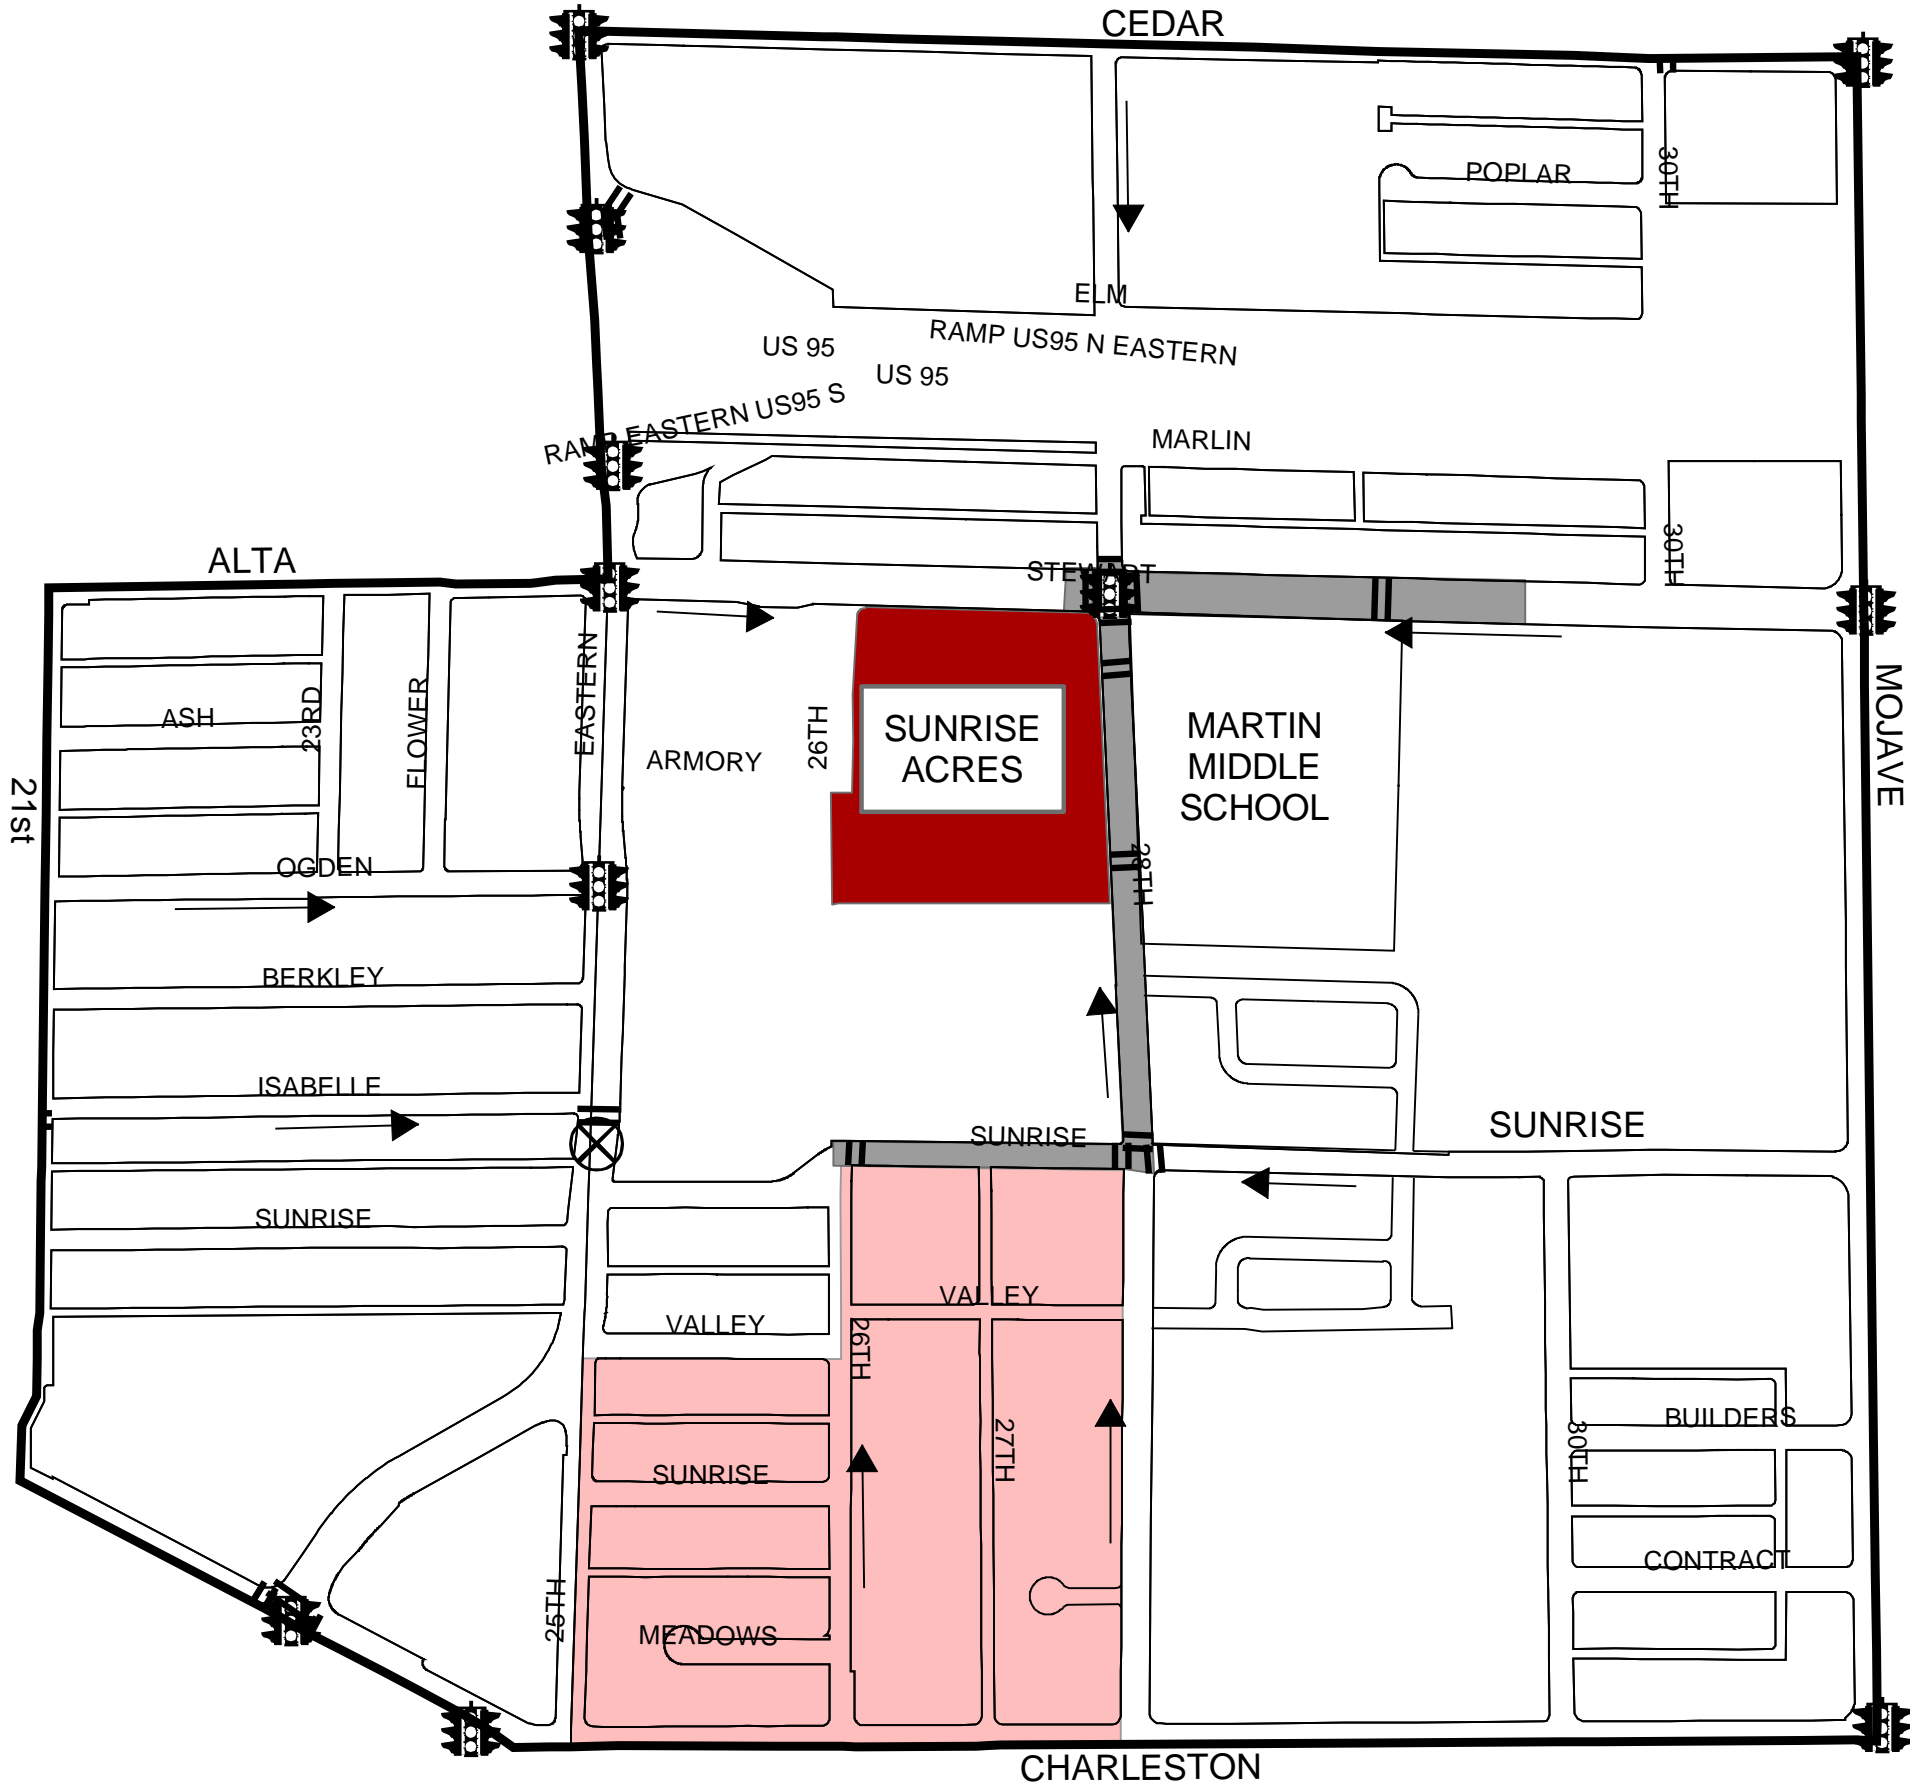 CEDAR
POPLAR
30TH
ELM
RAMP US95 N EASTERN
US 95
US 95
RAMP EASTERN US95 S
MARLIN
ALTA
STEWART
30TH
EASTERN
23RD
FLOWER
ASH
26TH
ARMORY
SUNRISE
ACRES
MARTIN
MIDDLE
SCHOOL
MOJAVE
21st
OGDEN
28TH
BERKLEY
ISABELLE
SUNRISE
SUNRISE
SUNRISE
VALLEY
VALLEY
26TH
27TH
30TH
BUILDERS
SUNRISE
CONTRACT
25TH
MEADOWS
CHARLESTON